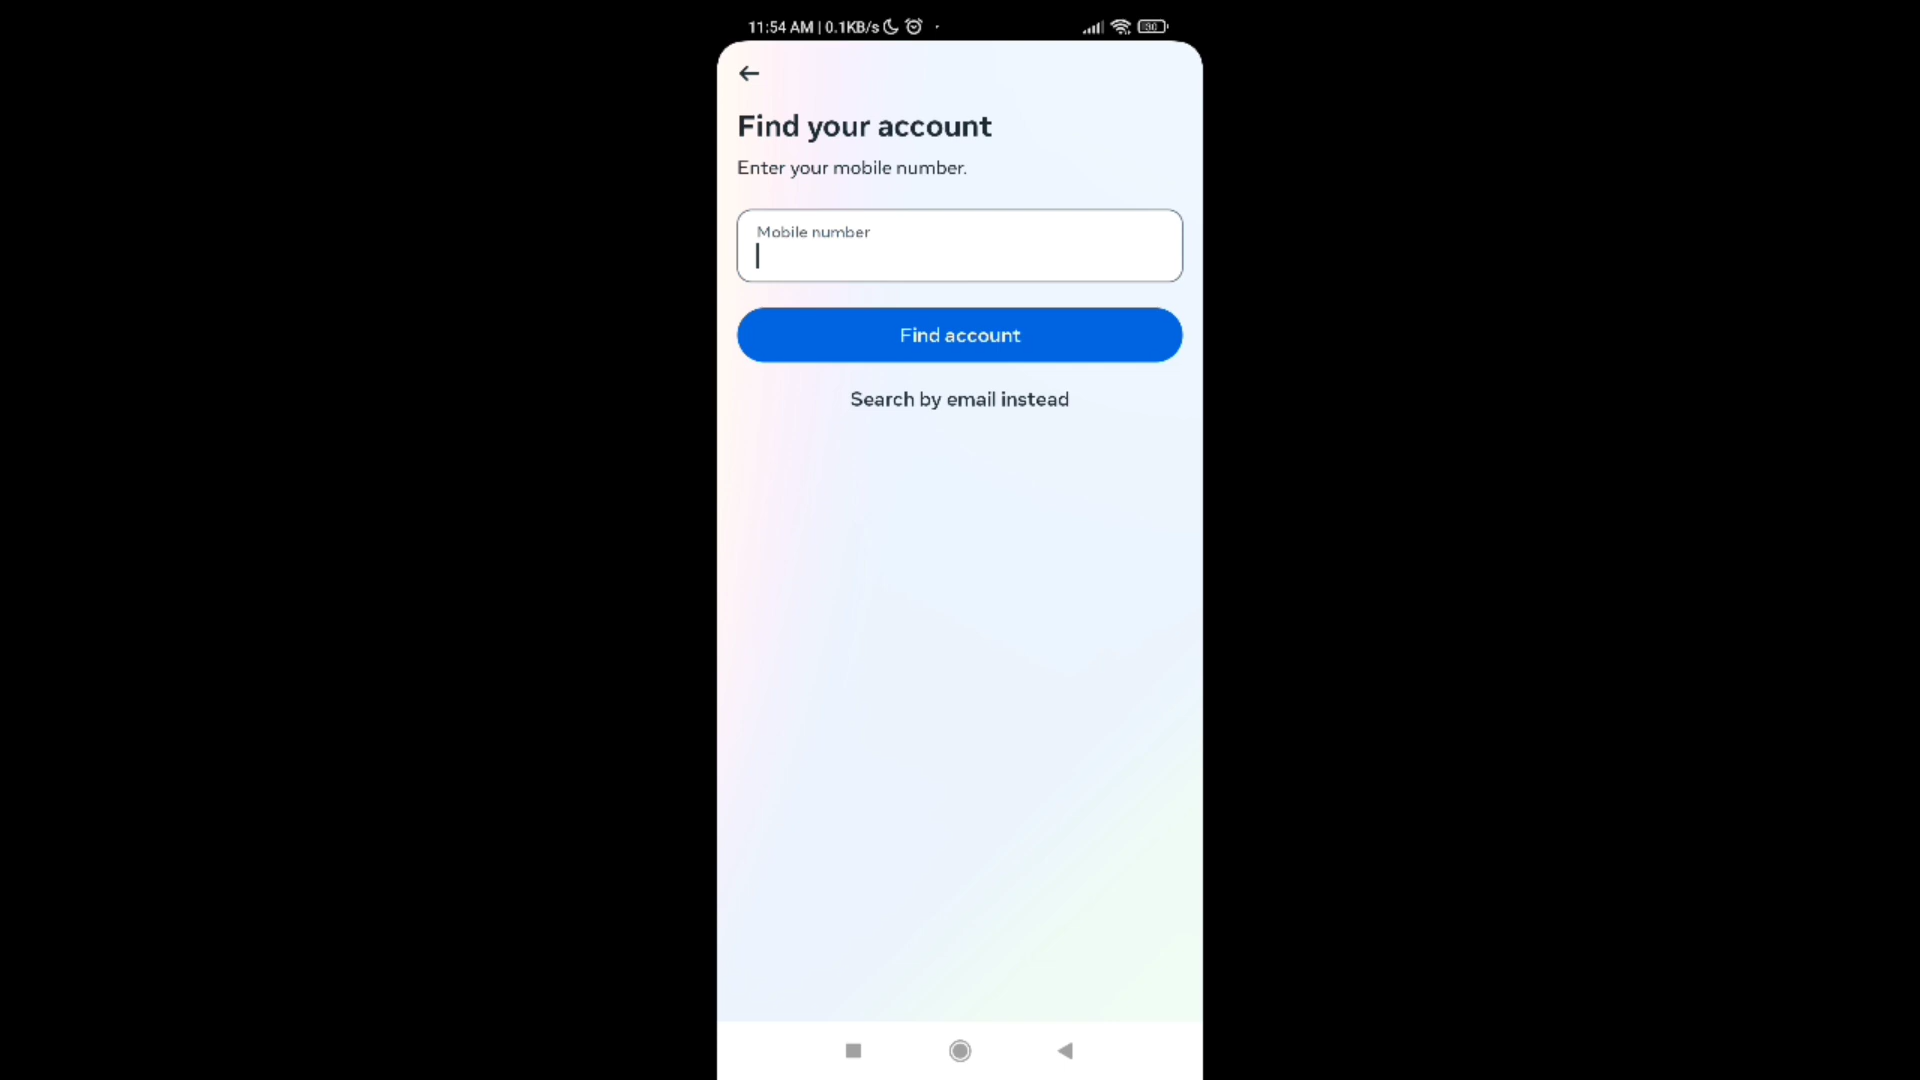 11:54 AM | 0.1KB/s
30
Find your account
Enter your mobile number.
Mobile number
Find account
Search by email instead